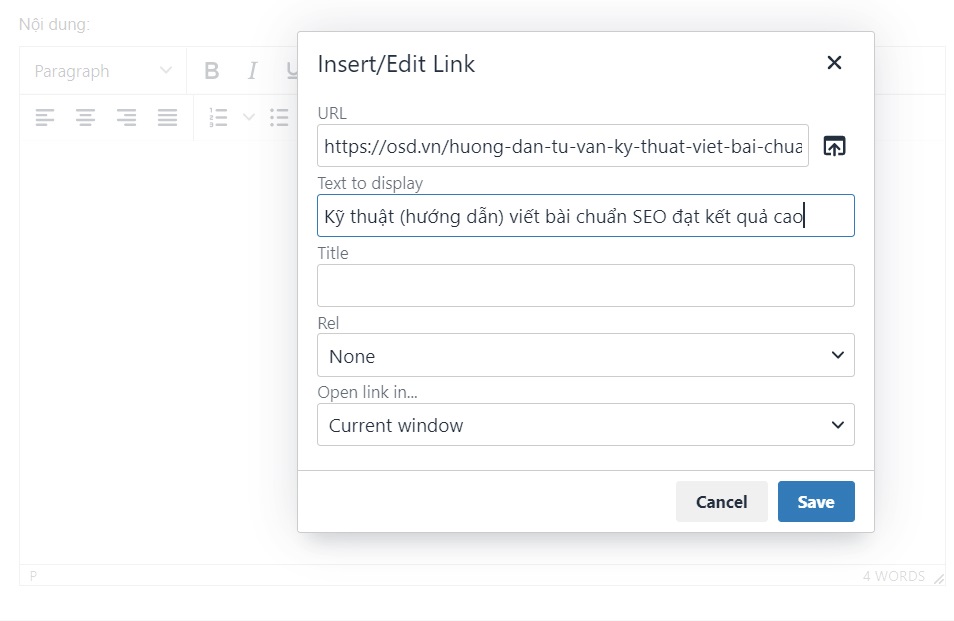 Nội dung:
Paragraph
B I U
Insert/Edit Link
URL
https://osd.vn/huong-dan-tu-van-ky-thuat-viet-bai-chua
Text to display
Kỹ thuật (hướng dẫn) viết bài chuẩn SEO đạt kết quả cao
Title
Rel
None
Open link in...
Current window
Cancel Save
P 4 WORDS